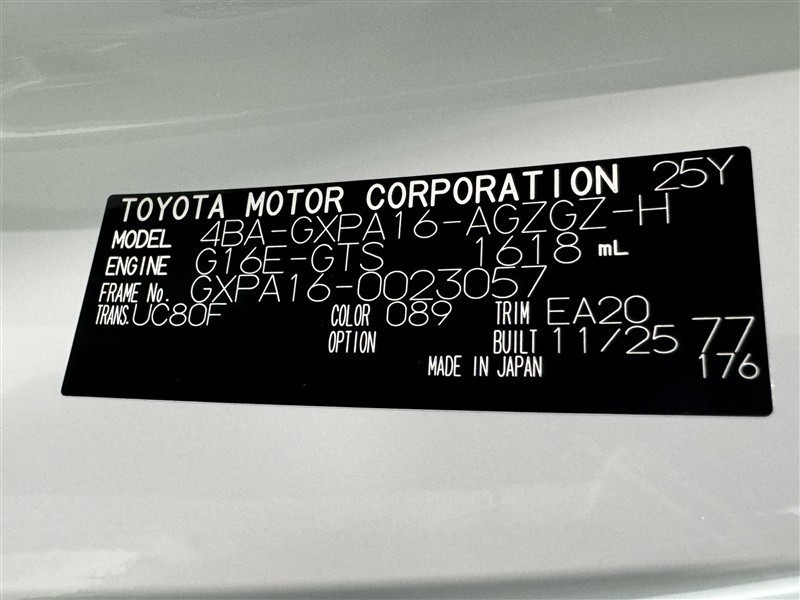 TOYOTA MOTOR CORPORATION 25Y
MODEL 4BA-GXPA16-AGZGZ-H
ENGINE G16E-GTS 1618 mL
FRAME No. GXPA16-0023057
TRANS. UC80F COLOR 089 TRIM EA20
OPTION BUILT 11/25 77
MADE IN JAPAN 176